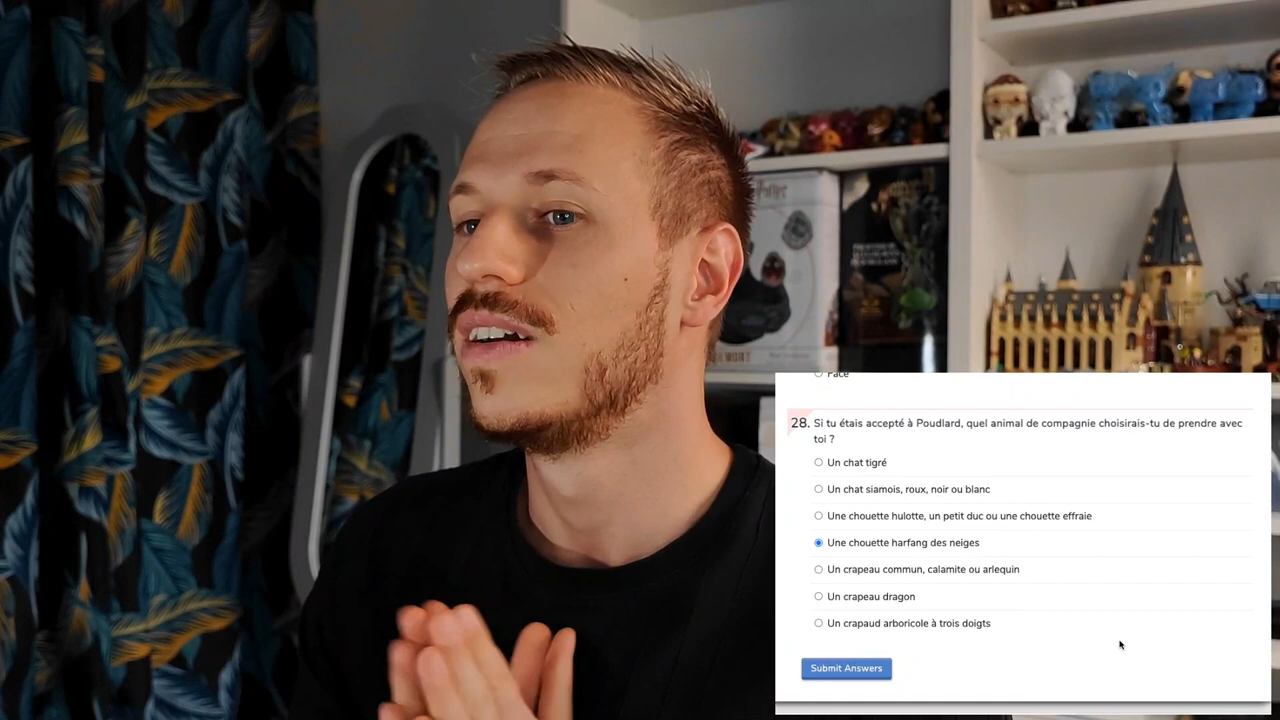 Face
28. Si tu étais accepté à Poudlard, quel animal de compagnie choisirais-tu de prendre avec
toi ?
Un chat tigré
Un chat siamois, roux, noir ou blanc
Une chouette hulotte, un petit duc ou une chouette effraie
Une chouette harfang des neiges
Un crapeau commun, calamite ou arlequin
Un crapeau dragon
Un crapaud arboricole à trois doigts
Submit Answers